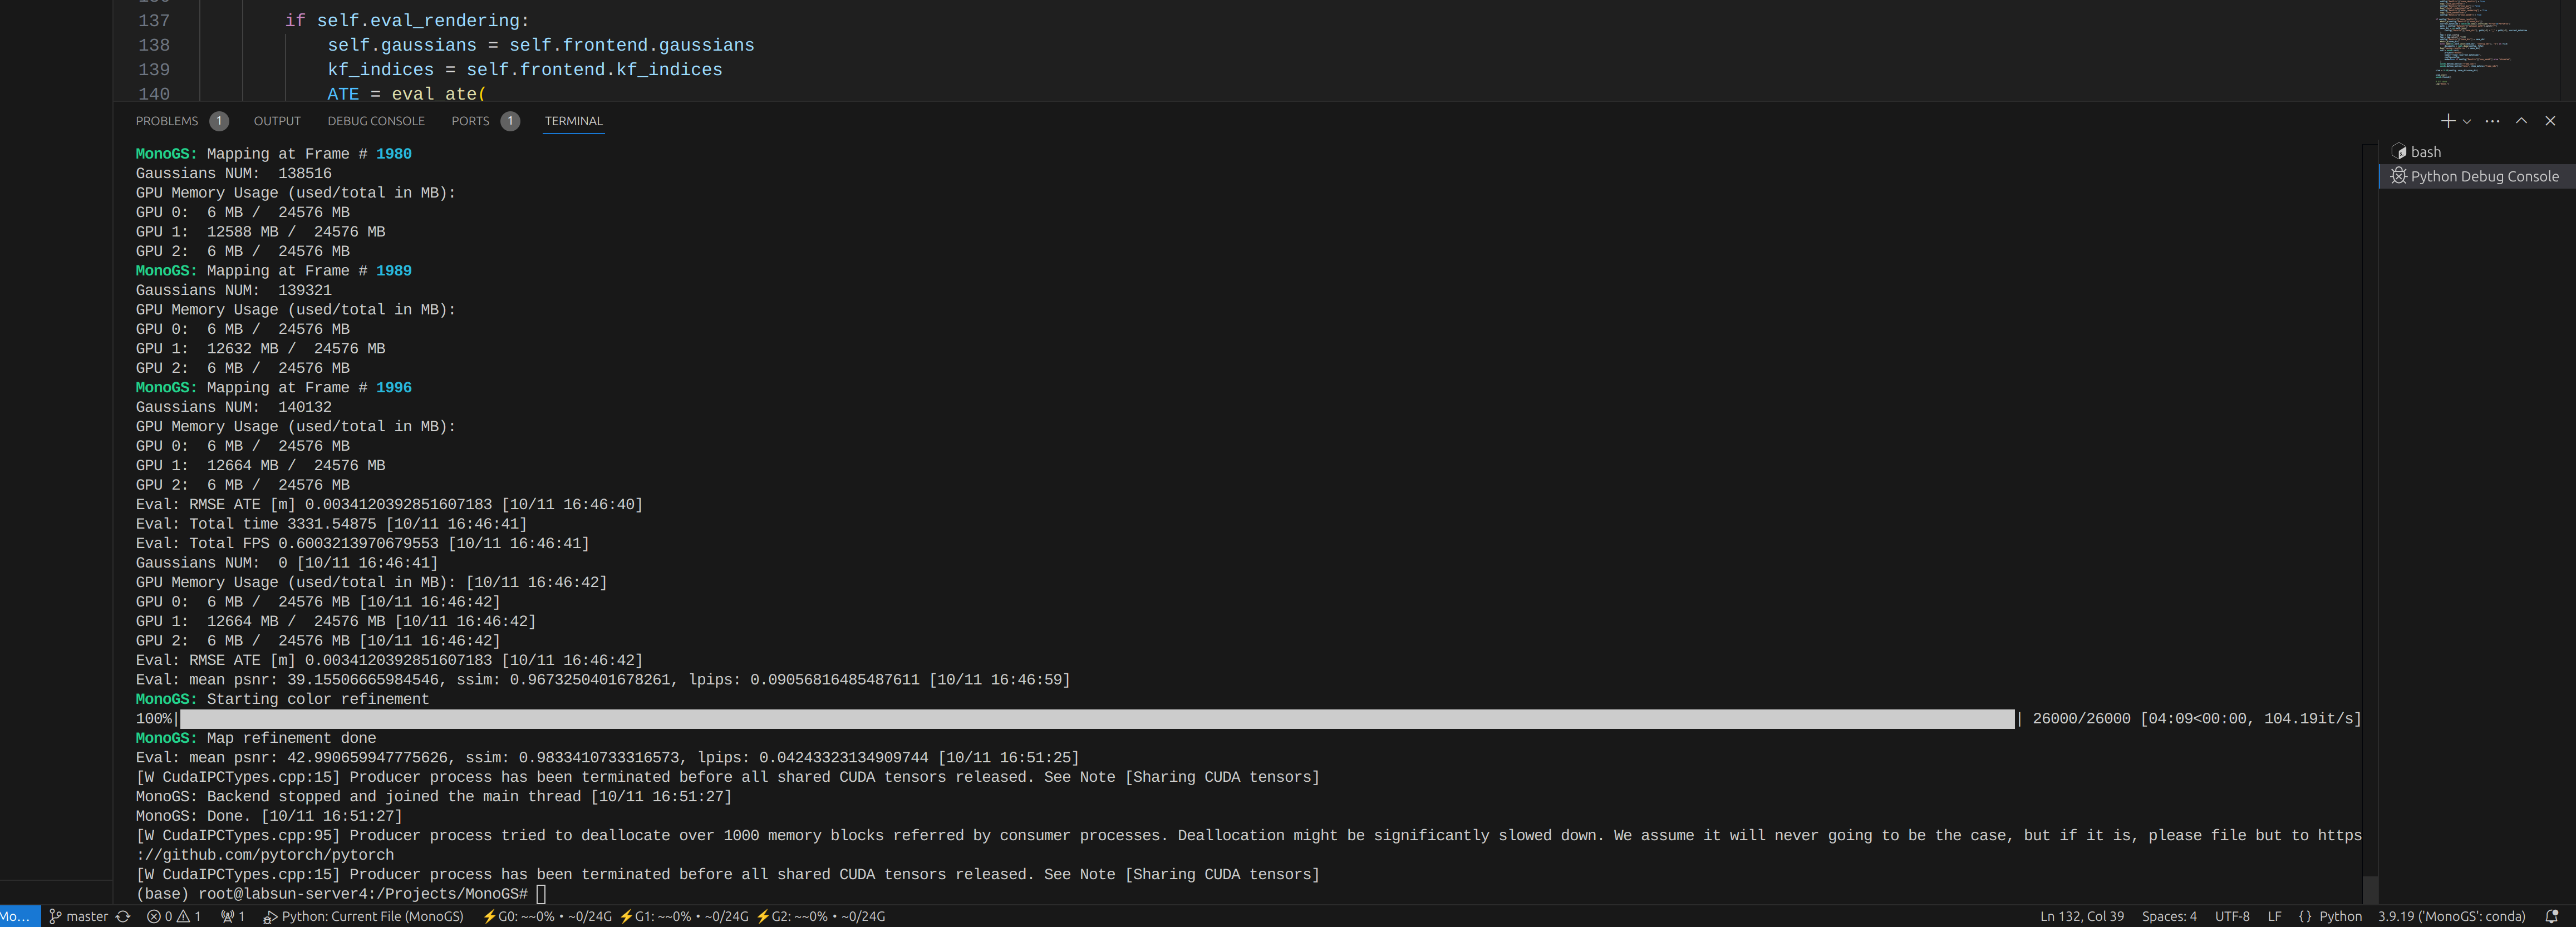 137 if self.eval_rendering:
138 self.gaussians = self.frontend.gaussians
139 kf_indices = self.frontend.kf_indices
140 ATE = eval_ate(
PROBLEMS 1 OUTPUT DEBUG CONSOLE PORTS 1 TERMINAL
bash
Python Debug Console
MonoGS: Mapping at Frame # 1980
Gaussians NUM:  138516
GPU Memory Usage (used/total in MB):
GPU 0:  6 MB /  24576 MB
GPU 1:  12588 MB /  24576 MB
GPU 2:  6 MB /  24576 MB
MonoGS: Mapping at Frame # 1989
Gaussians NUM:  139321
GPU Memory Usage (used/total in MB):
GPU 0:  6 MB /  24576 MB
GPU 1:  12632 MB /  24576 MB
GPU 2:  6 MB /  24576 MB
MonoGS: Mapping at Frame # 1996
Gaussians NUM:  140132
GPU Memory Usage (used/total in MB):
GPU 0:  6 MB /  24576 MB
GPU 1:  12664 MB /  24576 MB
GPU 2:  6 MB /  24576 MB
Eval: RMSE ATE [m] 0.0034120392851607183 [10/11 16:46:40]
Eval: Total time 3331.54875 [10/11 16:46:41]
Eval: Total FPS 0.6003213970679553 [10/11 16:46:41]
Gaussians NUM:  0 [10/11 16:46:41]
GPU Memory Usage (used/total in MB): [10/11 16:46:42]
GPU 0:  6 MB /  24576 MB [10/11 16:46:42]
GPU 1:  12664 MB /  24576 MB [10/11 16:46:42]
GPU 2:  6 MB /  24576 MB [10/11 16:46:42]
Eval: RMSE ATE [m] 0.0034120392851607183 [10/11 16:46:42]
Eval: mean psnr: 39.15506665984546, ssim: 0.9673250401678261, lpips: 0.09056816485487611 [10/11 16:46:59]
MonoGS: Starting color refinement
100%| | 26000/26000 [04:09<00:00, 104.19it/s]
MonoGS: Map refinement done
Eval: mean psnr: 42.990659947775626, ssim: 0.9833410733316573, lpips: 0.04243323134909744 [10/11 16:51:25]
[W CudaIPCTypes.cpp:15] Producer process has been terminated before all shared CUDA tensors released. See Note [Sharing CUDA tensors]
MonoGS: Backend stopped and joined the main thread [10/11 16:51:27]
MonoGS: Done. [10/11 16:51:27]
[W CudaIPCTypes.cpp:95] Producer process tried to deallocate over 1000 memory blocks referred by consumer processes. Deallocation might be significantly slowed down. We assume it will never going to be the case, but if it is, please file but to https
://github.com/pytorch/pytorch
[W CudaIPCTypes.cpp:15] Producer process has been terminated before all shared CUDA tensors released. See Note [Sharing CUDA tensors]
(base) root@labsun-server4:/Projects/MonoGS#
Mo... master 0 1 1 Python: Current File (MonoGS) ⚡G0: ~~0% • ~0/24G ⚡G1: ~~0% • ~0/24G ⚡G2: ~~0% • ~0/24G Ln 132, Col 39 Spaces: 4 UTF-8 LF {} Python 3.9.19 ('MonoGS': conda)